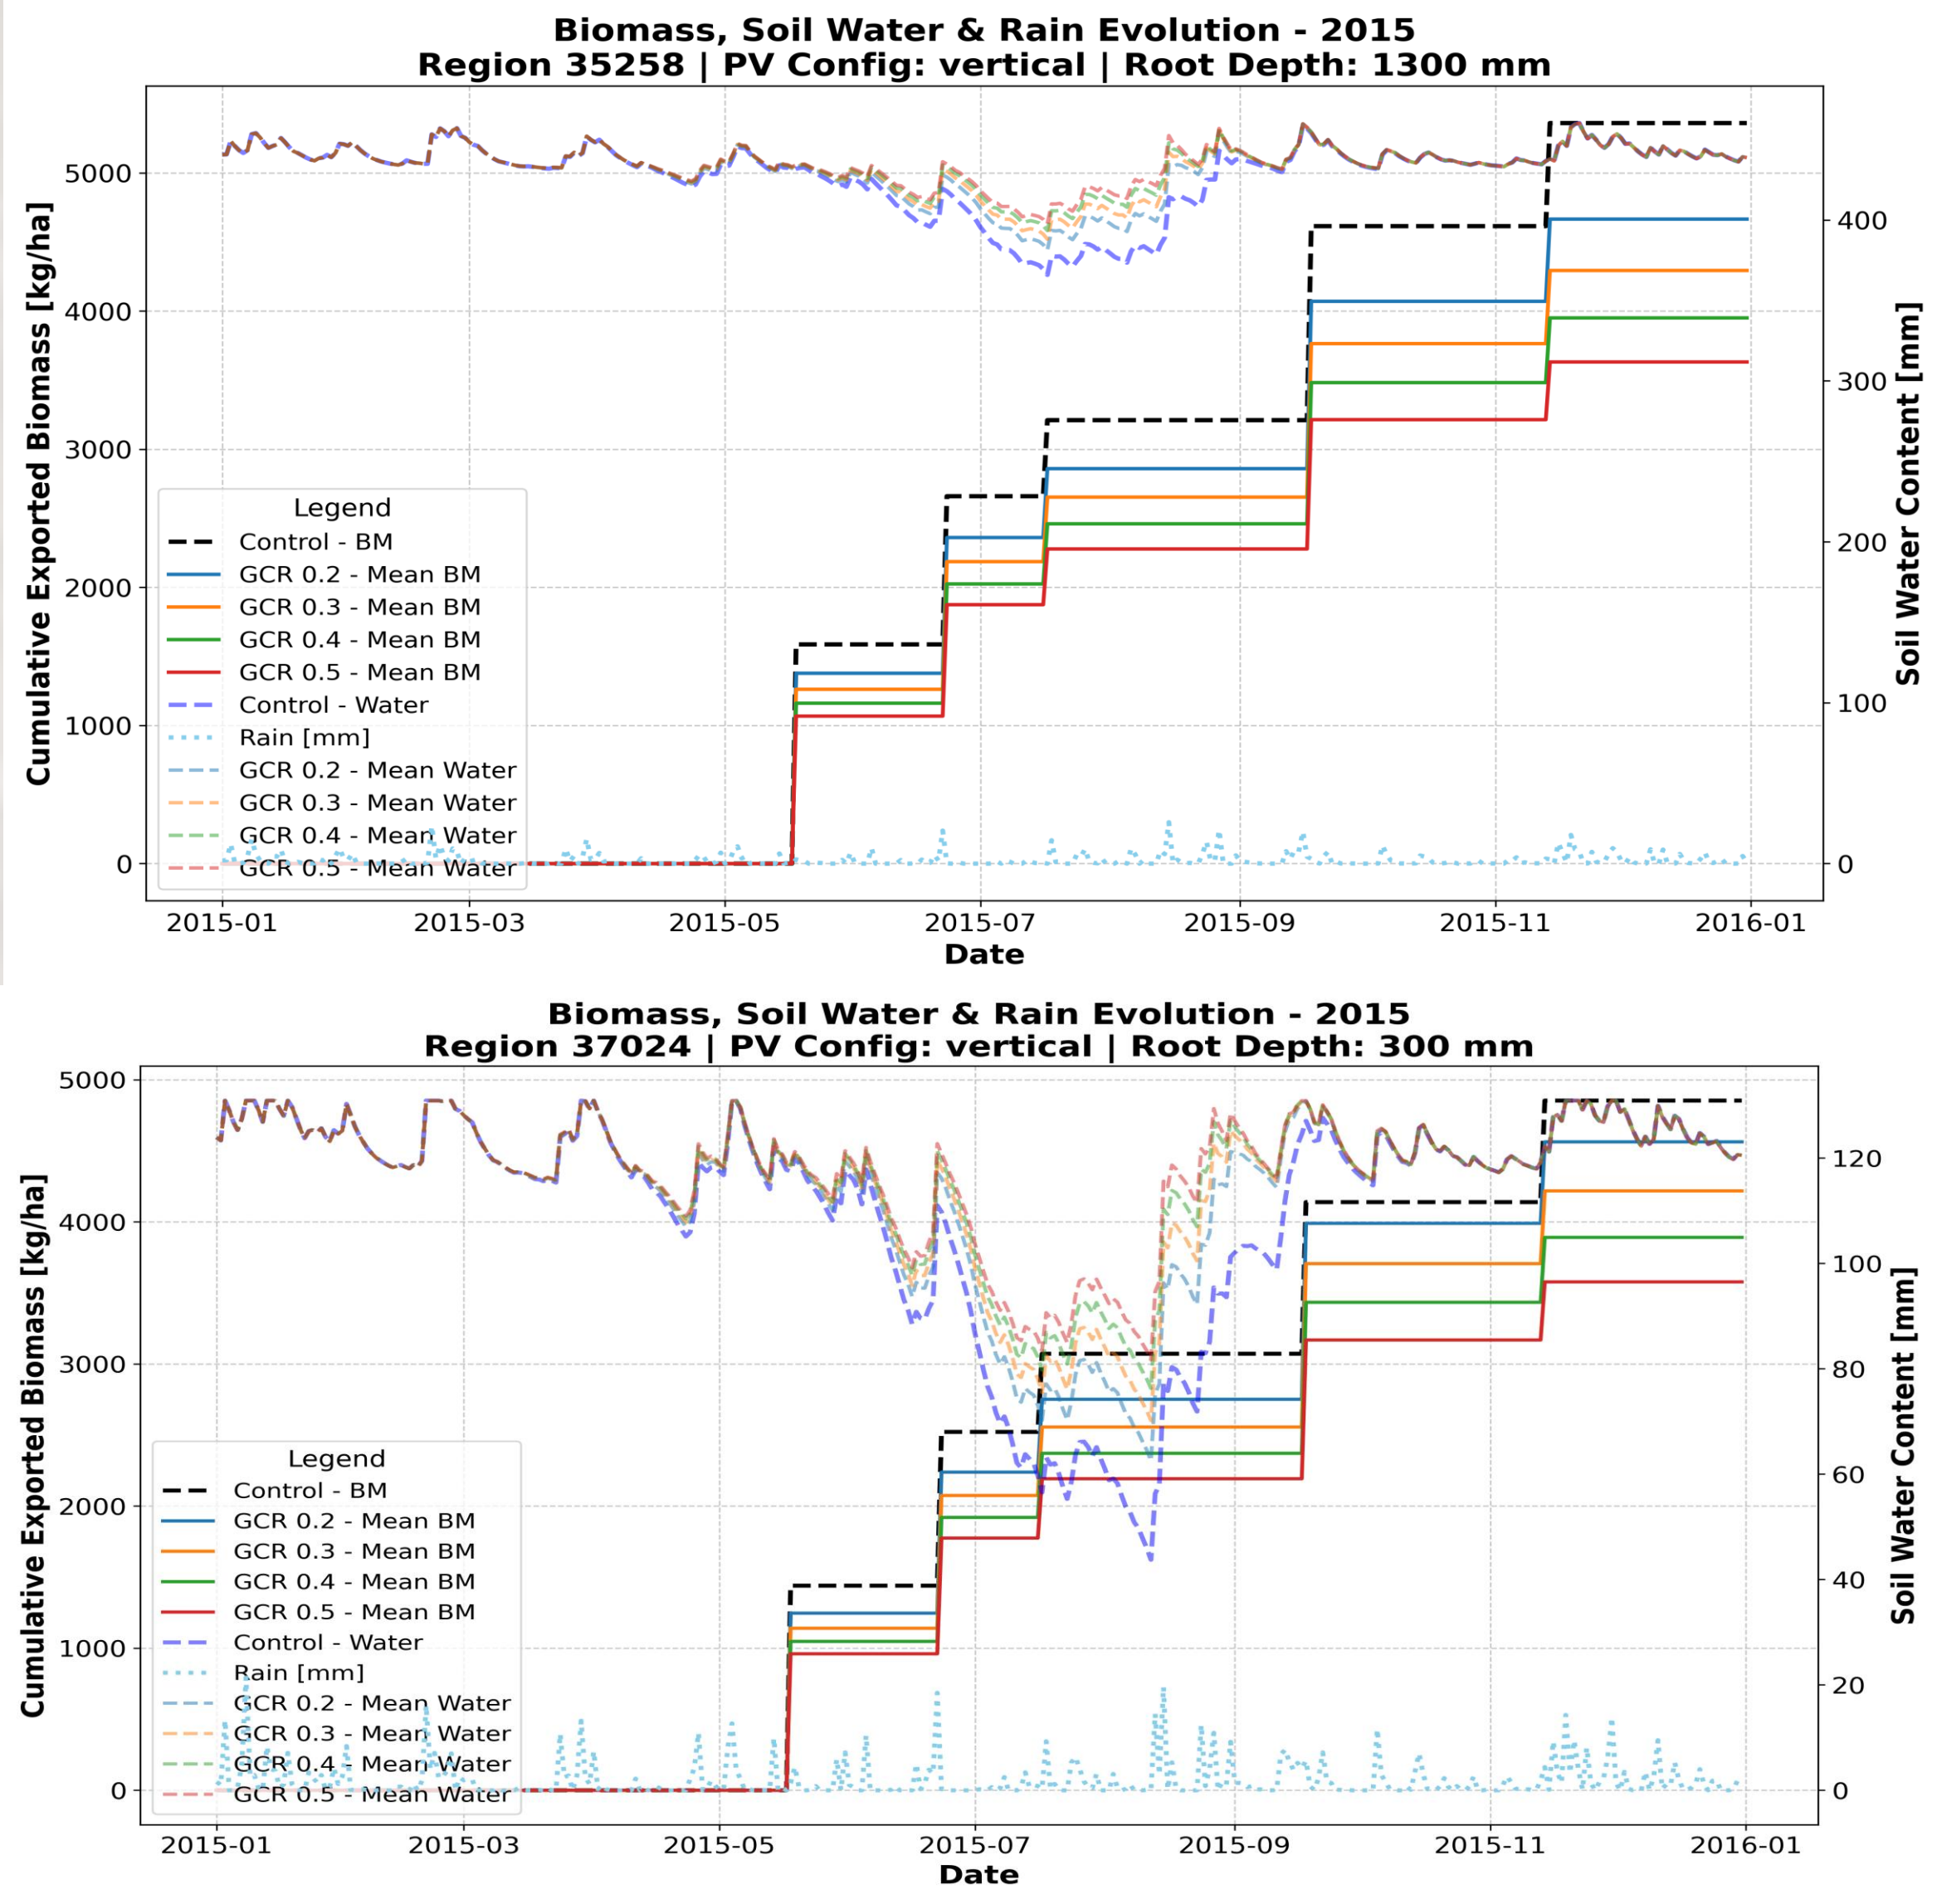 Biomass, Soil Water & Rain Evolution - 2015
Region 35258 | PV Config: vertical | Root Depth: 1300 mm
Cumulative Exported Biomass [kg/ha]
5000
4000
3000
2000
1000
0
Legend
Control - BM
GCR 0.2 - Mean BM
GCR 0.3 - Mean BM
GCR 0.4 - Mean BM
GCR 0.5 - Mean BM
Control - Water
Rain [mm]
GCR 0.2 - Mean Water
GCR 0.3 - Mean Water
GCR 0.4 - Mean Water
GCR 0.5 - Mean Water
400
300
200
100
0
Soil Water Content [mm]
2015-01 2015-03 2015-05 2015-07 2015-09 2015-11 2016-01
Date
Biomass, Soil Water & Rain Evolution - 2015
Region 37024 | PV Config: vertical | Root Depth: 300 mm
Cumulative Exported Biomass [kg/ha]
5000
4000
3000
2000
1000
0
Legend
Control - BM
GCR 0.2 - Mean BM
GCR 0.3 - Mean BM
GCR 0.4 - Mean BM
GCR 0.5 - Mean BM
Control - Water
Rain [mm]
GCR 0.2 - Mean Water
GCR 0.3 - Mean Water
GCR 0.4 - Mean Water
GCR 0.5 - Mean Water
120
100
80
60
40
20
0
Soil Water Content [mm]
2015-01 2015-03 2015-05 2015-07 2015-09 2015-11 2016-01
Date